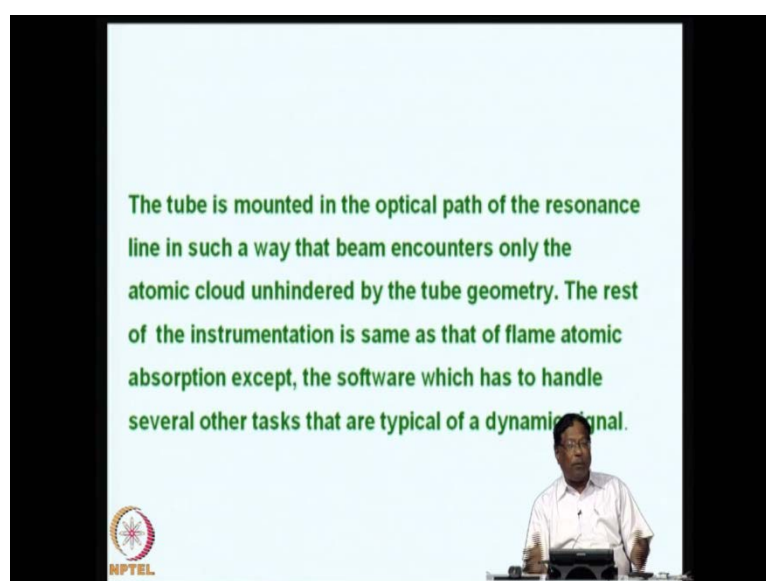 The tube is mounted in the optical path of the resonance
line in such a way that beam encounters only the
atomic cloud unhindered by the tube geometry. The rest
of the instrumentation is same as that of flame atomic
absorption except, the software which has to handle
several other tasks that are typical of a dynamic signal.
NPTEL